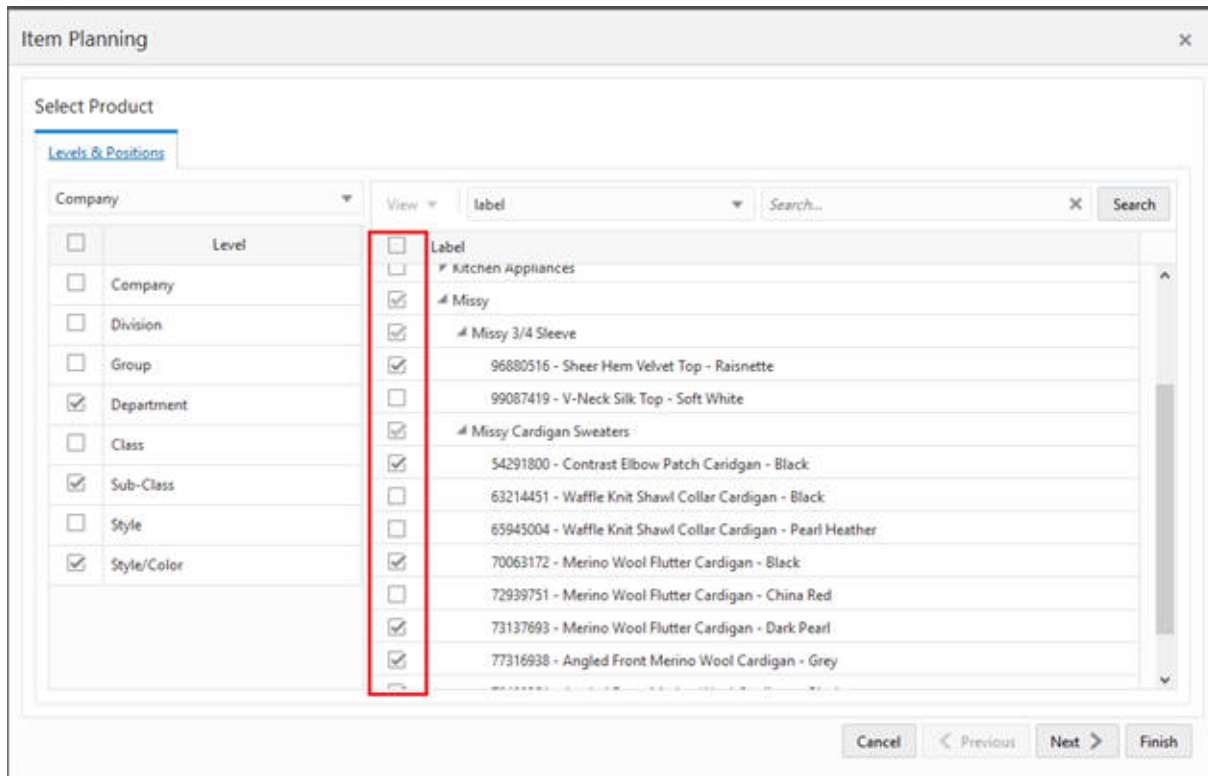 Item Planning
Select Product
Levels & Positions
Company
View
label
Search...
Search
Level
Label
Company
Division
Group
Department
Class
Sub-Class
Style
Style/Color
Kitchen Appliances
Missy
Missy 3/4 Sleeve
96880516 - Sheer Hem Velvet Top - Raisnette
99087419 - V-Neck Silk Top - Soft White
Missy Cardigan Sweaters
54291800 - Contrast Elbow Patch Caridgan - Black
63214451 - Waffle Knit Shawl Collar Cardigan - Black
65945004 - Waffle Knit Shawl Collar Cardigan - Pearl Heather
70063172 - Merino Wool Flutter Cardigan - Black
72939751 - Merino Wool Flutter Cardigan - China Red
73137693 - Merino Wool Flutter Cardigan - Dark Pearl
77316938 - Angled Front Merino Wool Cardigan - Grey
Cancel
Previous
Next
Finish